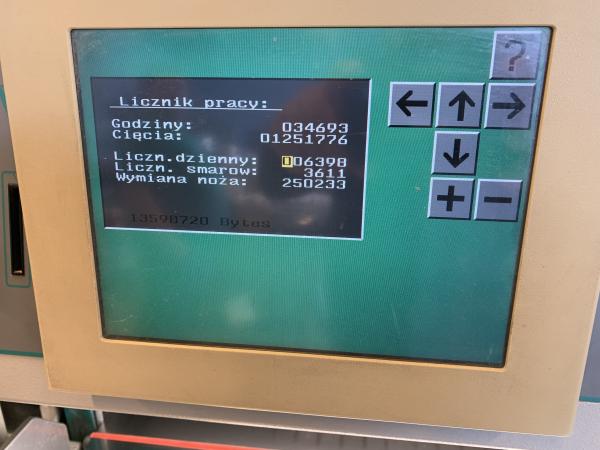 ?
Licznik pracy:
Godziny: 034693
Cięcia: 01251776
Liczn.dzienny: 006398
Liczn. smarow: 3611
Wymiana noża: 250233
13590720 Bytes